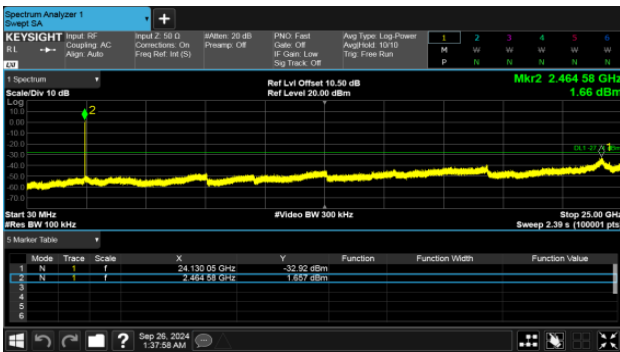 Spectrum Analyzer 1
Swept SA
KEYSIGHT Input: RF Input Z: 50 Ω #Atten: 20 dB PNO: Fast Avg Type: Log-Power 1 2 3 4 5 6
RL Coupling: AC Corrections: On Preamp: Off Gate: Off Avg|Hold: 10/10 M W W W W W
Align: Auto Freq Ref: Int (S) IF Gain: Low Trig: Free Run P N N N N N
LXI Sig Track: Off
1 Spectrum Ref Lvl Offset 10.50 dB Mkr2 2.464 58 GHz
Scale/Div 10 dB Ref Level 20.00 dBm 1.66 dBm
Log
10.0
0.00
-10.0
-20.0
-30.0
-40.0
-50.0
-60.0
-70.0
2
1
Start 30 MHz #Video BW 300 kHz Stop 25.00 GHz
#Res BW 100 kHz Sweep 2.39 s (100001 pts)
5 Marker Table
Mode Trace Scale X Y Function Function Width Function Value
1 N 1 f 24.130 05 GHz -32.92 dBm
2 N 1 f 2.464 58 GHz 1.657 dBm
3
4
5
6
? Sep 26, 2024
1:37:58 AM